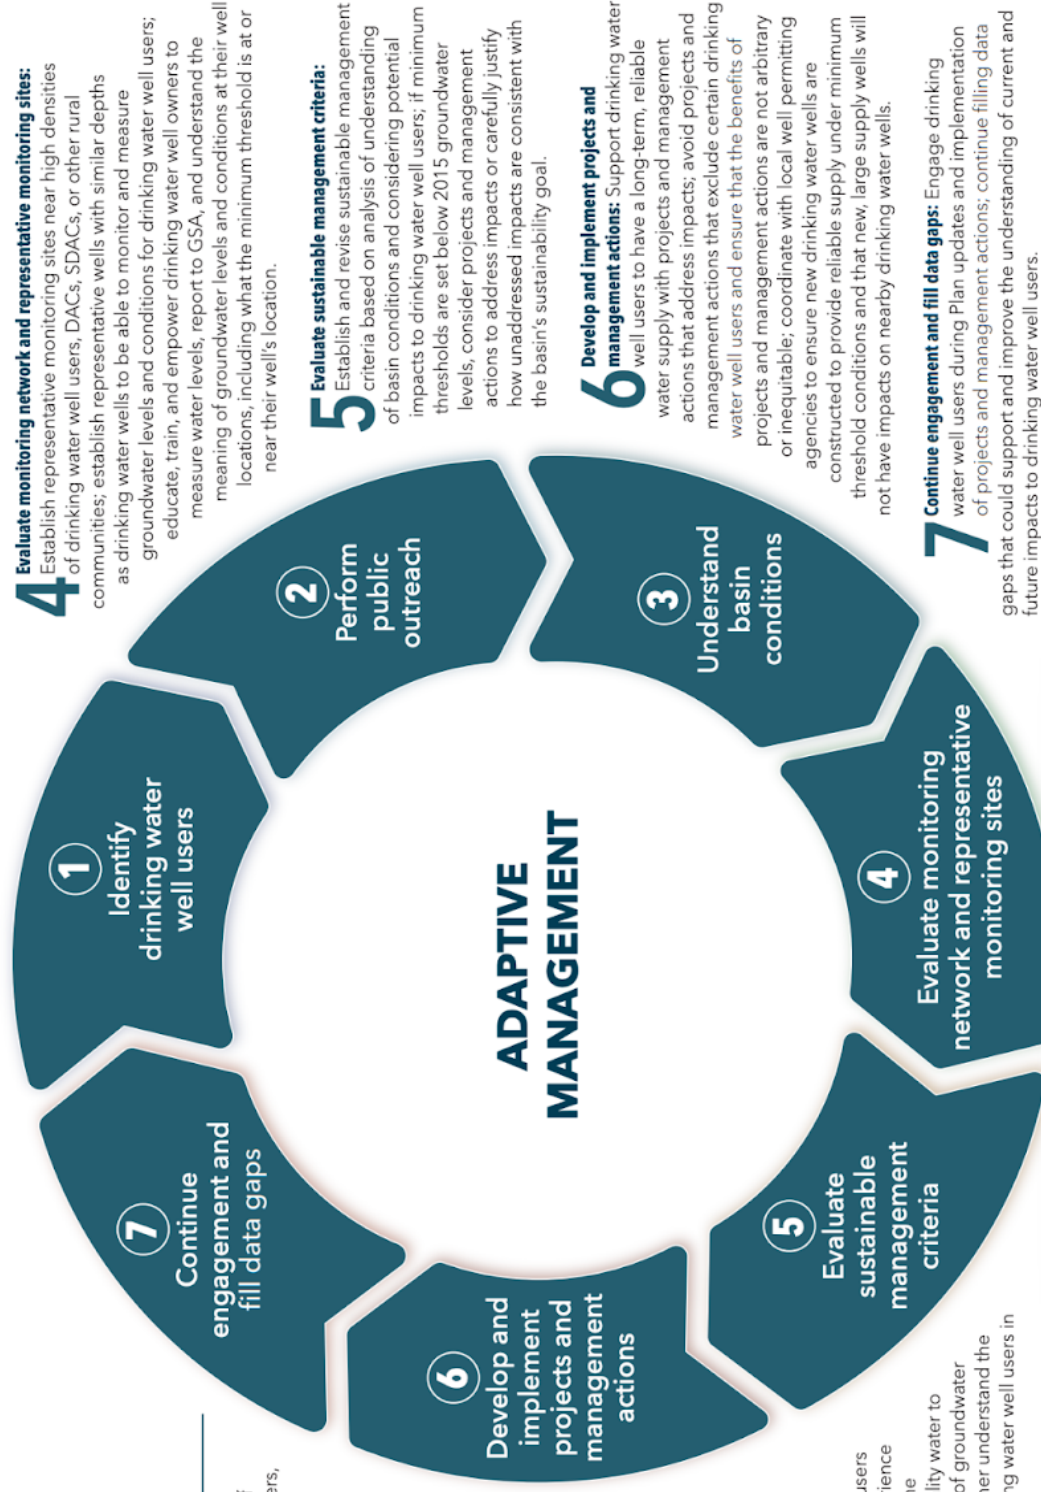 1
Identify
drinking water
well users
2
Perform
public
outreach
3
Understand
basin
conditions
4
Evaluate monitoring
network and representative
monitoring sites
5
Evaluate
sustainable
management
criteria
6
Develop and
implement
projects and
management
actions
7
Continue
engagement and
fill data gaps
ADAPTIVE
MANAGEMENT
4 Evaluate monitoring network and representative monitoring sites:
Establish representative monitoring sites near high densities
of drinking water well users, DACs, SDACs, or other rural
communities; establish representative wells with similar depths
as drinking water wells to be able to monitor and measure
groundwater levels and conditions for drinking water well users;
educate, train, and empower drinking water well owners to
measure water levels, report to GSA, and understand the
meaning of groundwater levels and conditions at their well
locations, including what the minimum threshold is at or
near their well's location.
5 Evaluate sustainable management criteria:
Establish and revise sustainable management
criteria based on analysis of understanding
of basin conditions and considering potential
impacts to drinking water well users; if minimum
thresholds are set below 2015 groundwater
levels, consider projects and management
actions to address impacts or carefully justify
how unaddressed impacts are consistent with
the basin's sustainability goal.
6 Develop and implement projects and
management actions: Support drinking water
well users to have a long-term, reliable
water supply with projects and management
actions that address impacts; avoid projects and
management actions that exclude certain drinking
water well users and ensure that the benefits of
projects and management actions are not arbitrary
or inequitable; coordinate with local well permitting
agencies to ensure new drinking water wells are
constructed to provide reliable supply under minimum
threshold conditions and that new, large supply wells will
not have impacts on nearby drinking water wells.
7 Continue engagement and fill data gaps: Engage drinking
water well users during Plan updates and implementation
of projects and management actions; continue filling data
gaps that could support and improve the understanding of current and
future impacts to drinking water well users.
ers,
users
rience
lity water to
of groundwater
her understand the
ng water well users in